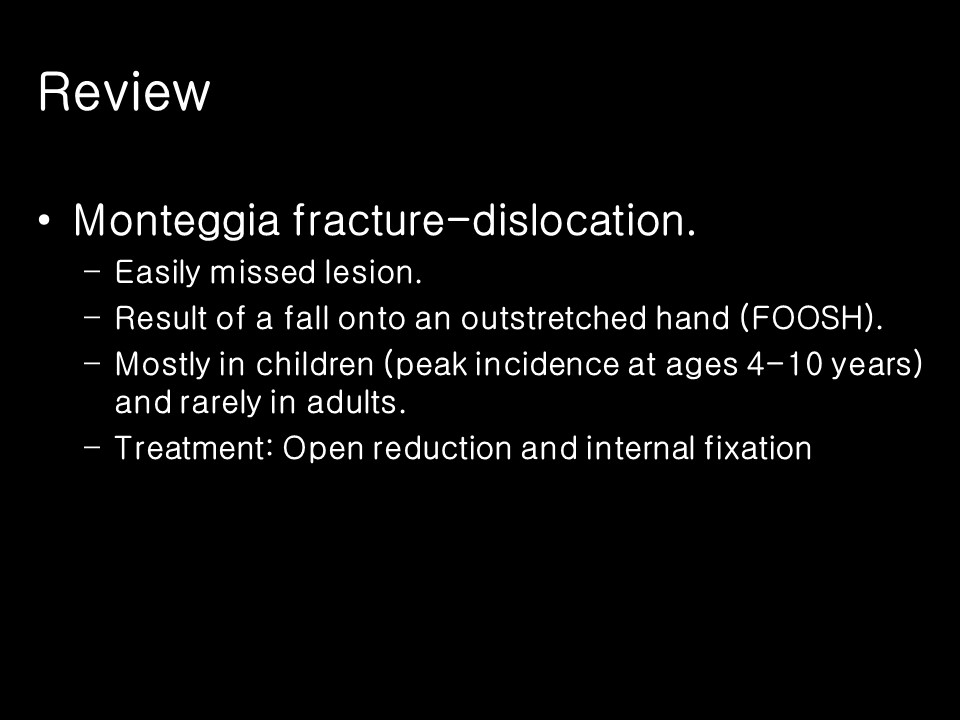 Review
• Monteggia fracture-dislocation.
– Easily missed lesion.
– Result of a fall onto an outstretched hand (FOOSH).
– Mostly in children (peak incidence at ages 4-10 years)
and rarely in adults.
– Treatment: Open reduction and internal fixation